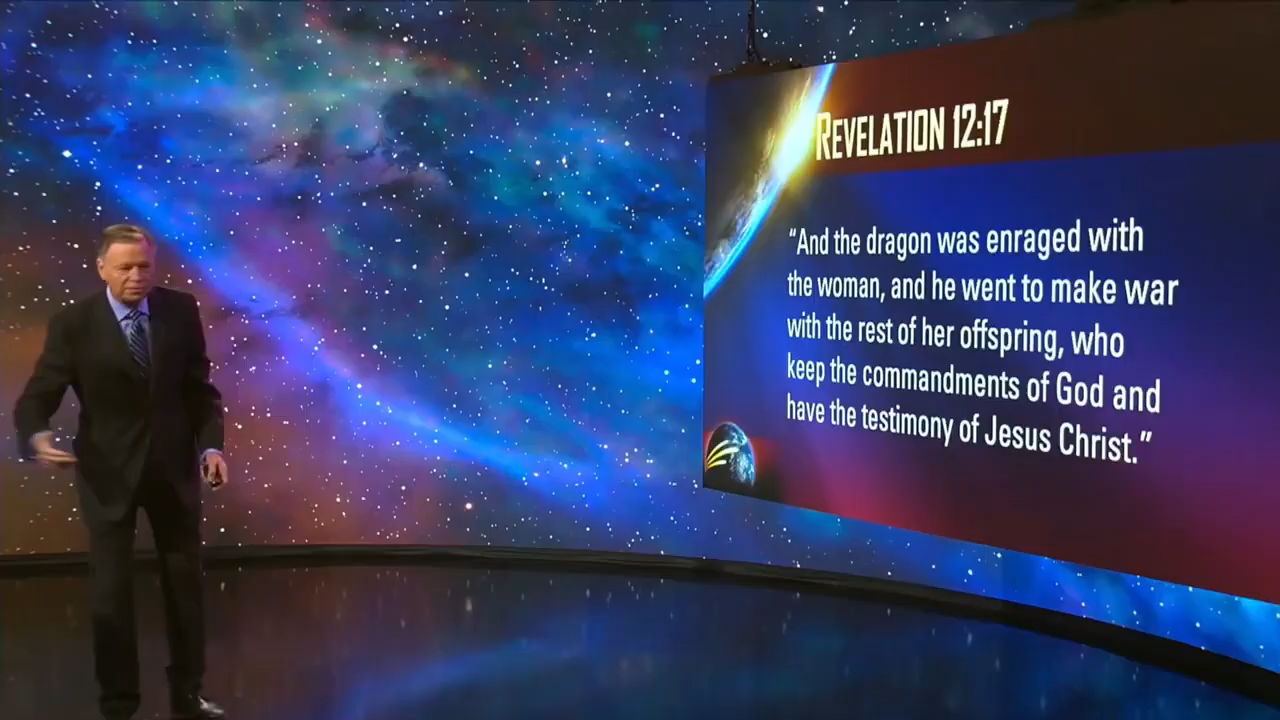 REVELATION 12:17
“And the dragon was enraged with
the woman, and he went to make war
with the rest of her offspring, who
keep the commandments of God and
have the testimony of Jesus Christ.”